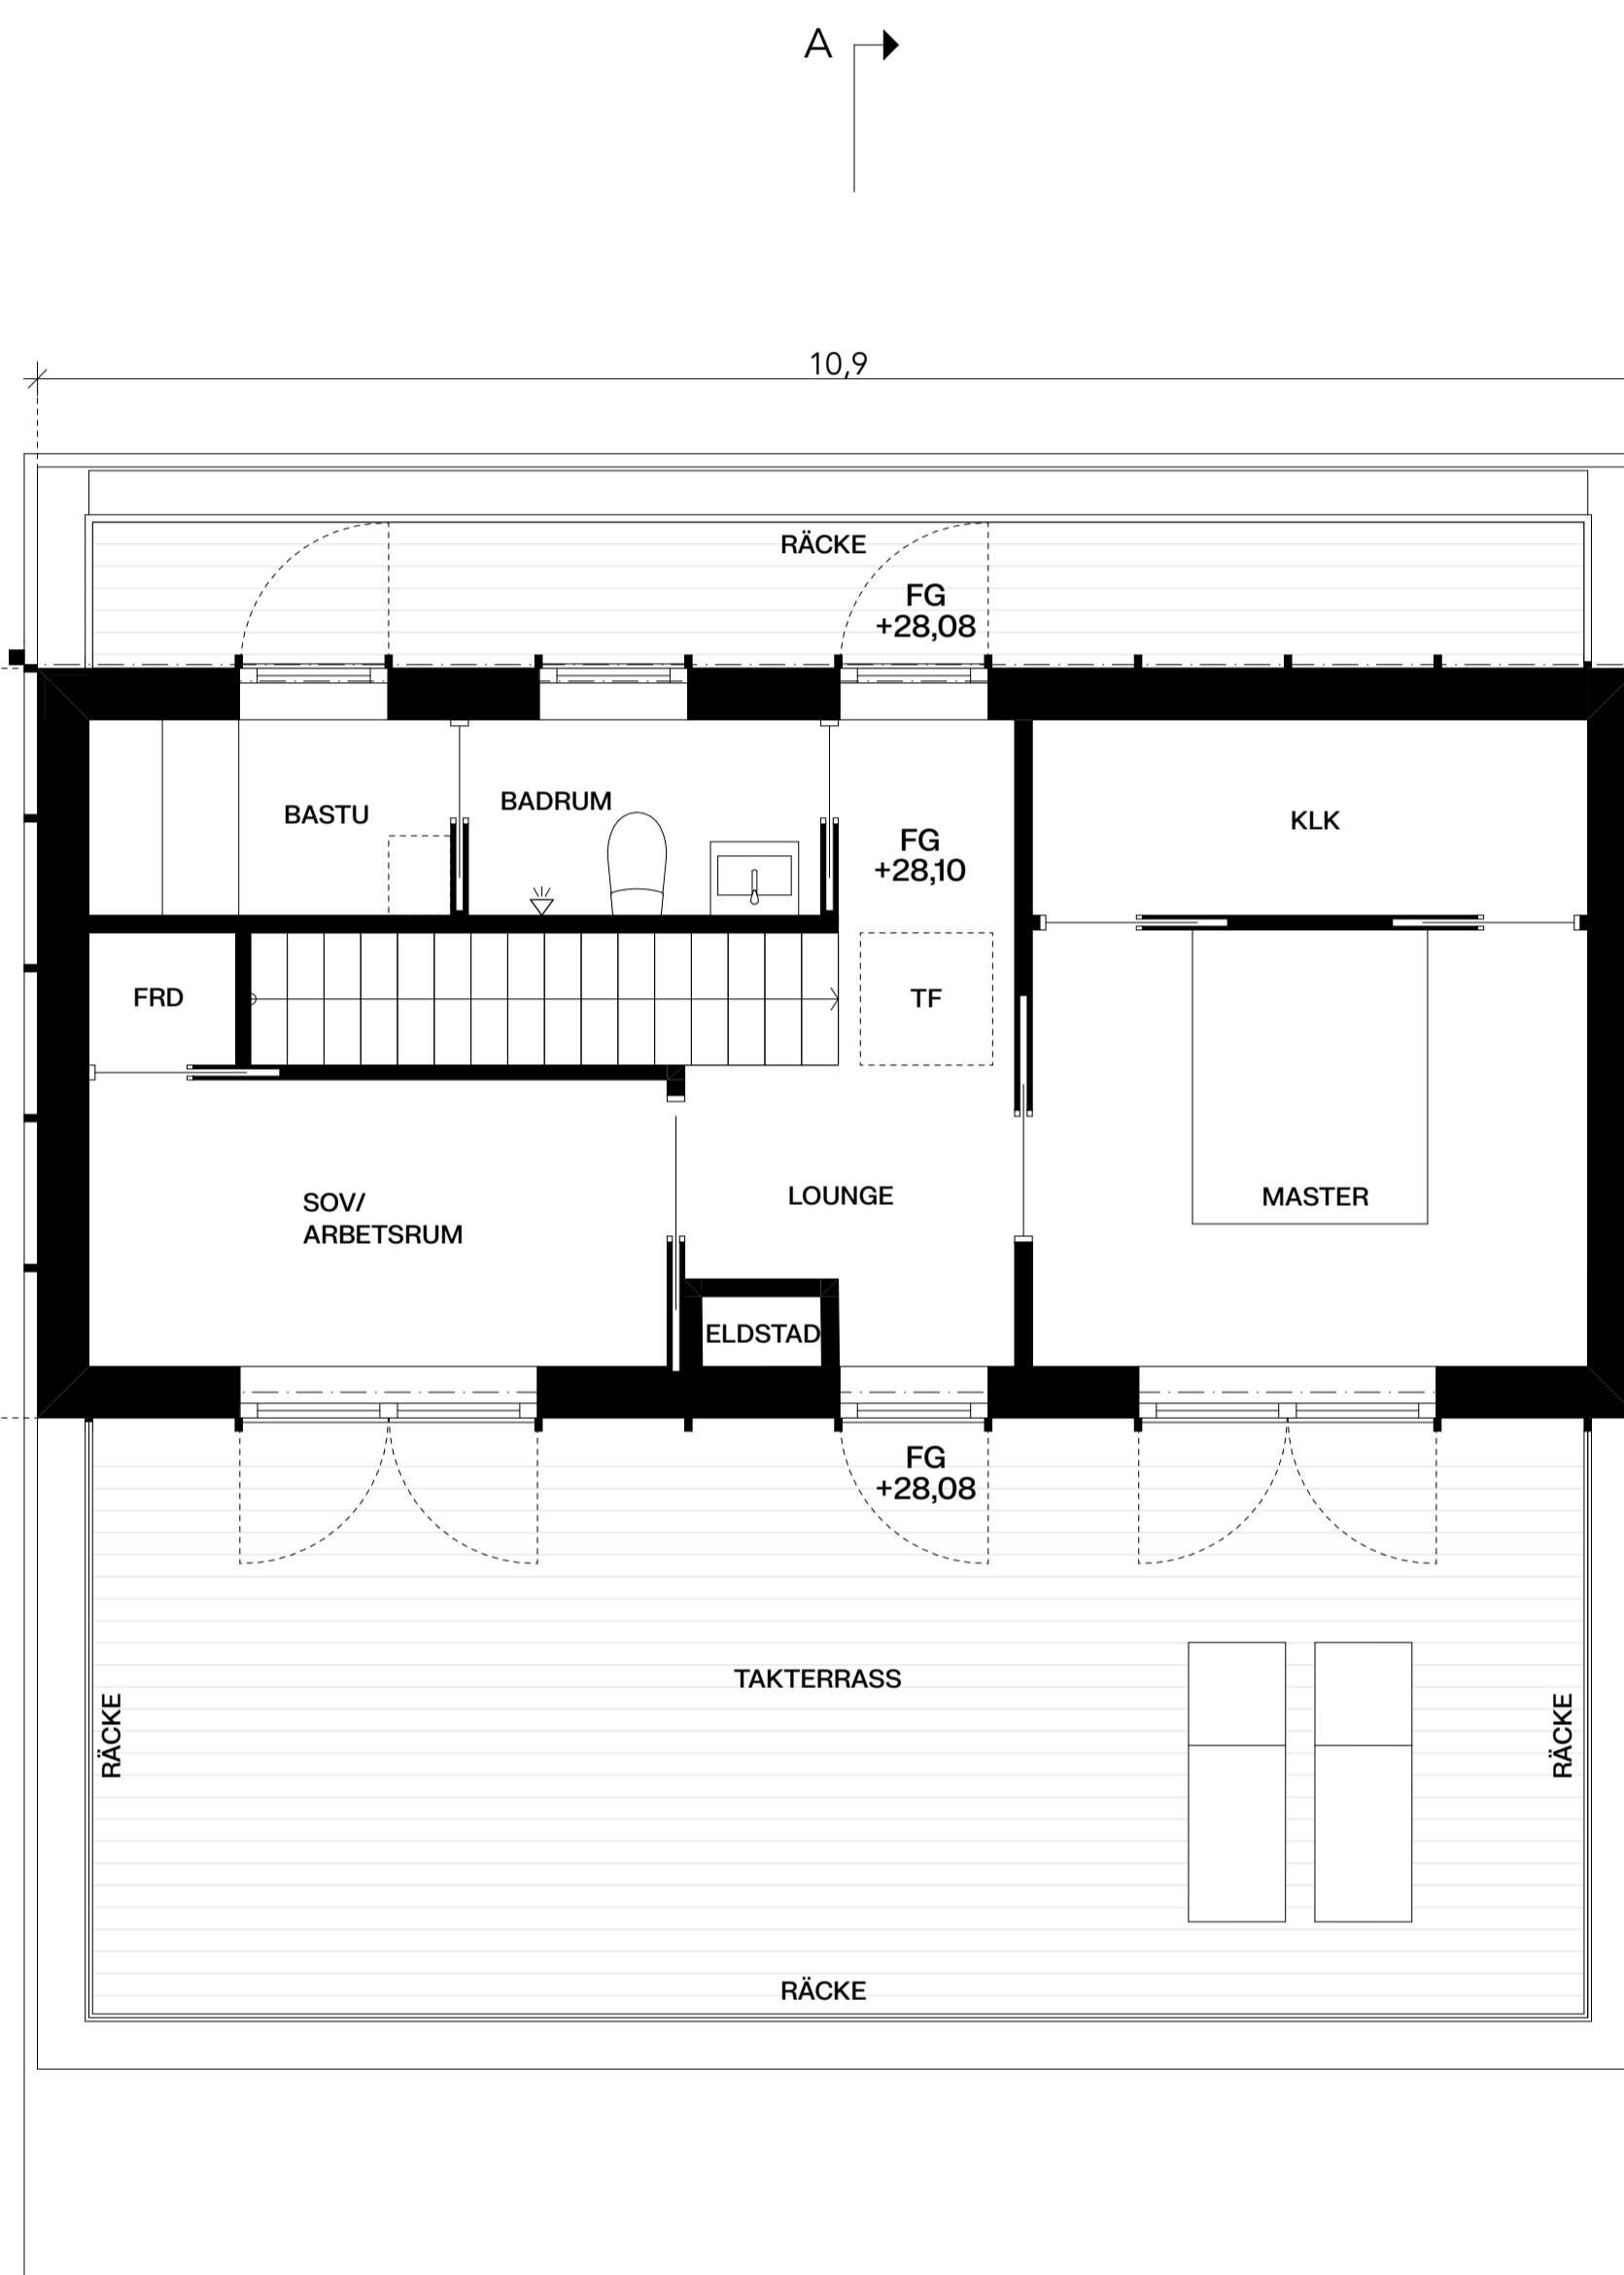 A
10,9
RÄCKE
FG
+28,08
BASTU
BADRUM
FG
+28,10
KLK
FRD
TF
SOV/
ARBETSRUM
LOUNGE
MASTER
ELDSTAD
FG
+28,08
TAKTERRASS
RÄCKE
RÄCKE
RÄCKE